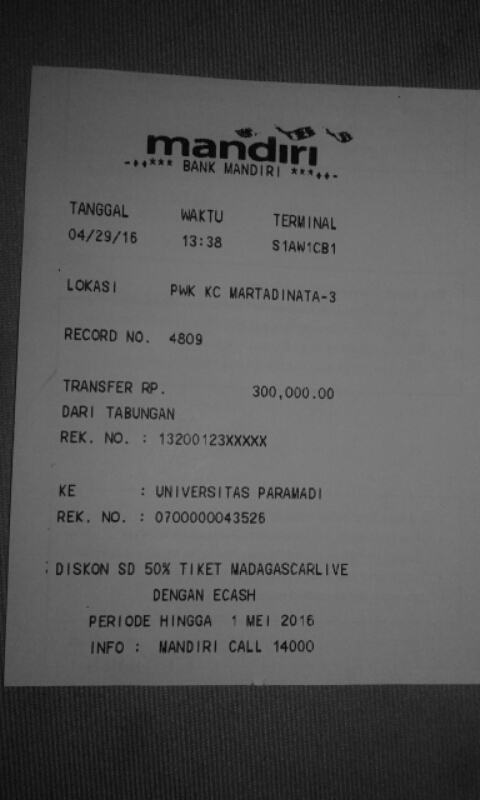 mandiri
-++*** BANK MANDIRI ***++-
TANGGAL WAKTU TERMINAL
04/29/16 13:38 S1AW1CB1
LOKASI PWK KC MARTADINATA-3
RECORD NO. 4809
TRANSFER RP. 300,000.00
DARI TABUNGAN
REK. NO. : 13200123XXXXX
KE : UNIVERSITAS PARAMADI
REK. NO. : 0700000043526
DISKON SD 50% TIKET MADAGASCARLIVE
DENGAN ECASH
PERIODE HINGGA 1 MEI 2016
INFO : MANDIRI CALL 14000